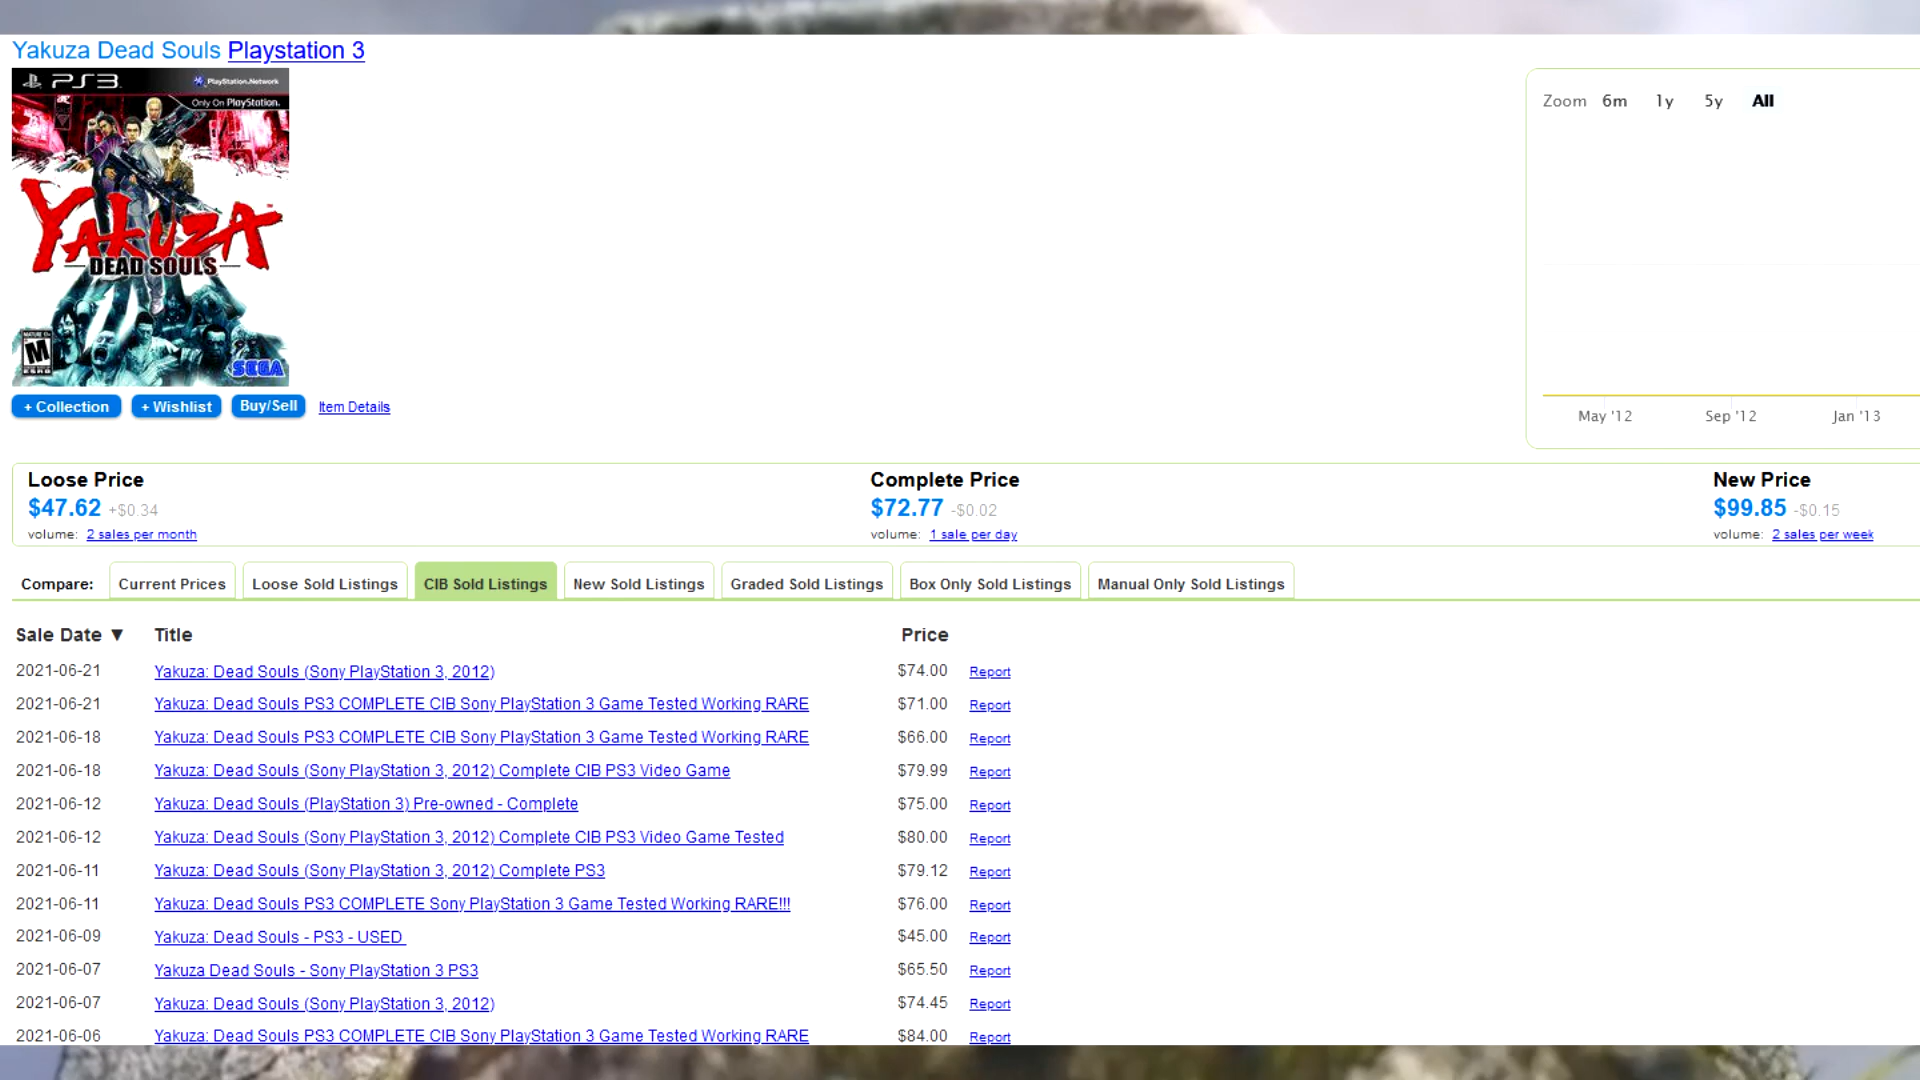 Yakuza Dead Souls Playstation 3
PS3
PlayStation Network
Only On PlayStation.
YAKUZA™
DEAD SOULS
MATURE 17+
M
ESRB
SEGA
+ Collection + Wishlist Buy/Sell Item Details
Zoom 6m 1y 5y All
May '12 Sep '12 Jan '13
Loose Price Complete Price New Price
$47.62 +$0.34 $72.77 -$0.02 $99.85 -$0.15
volume: 2 sales per month volume: 1 sale per day volume: 2 sales per week
Compare: Current Prices Loose Sold Listings CIB Sold Listings New Sold Listings Graded Sold Listings Box Only Sold Listings Manual Only Sold Listings
Sale Date ▼ Title Price
2021-06-21 Yakuza: Dead Souls (Sony PlayStation 3, 2012) $74.00 Report
2021-06-21 Yakuza: Dead Souls PS3 COMPLETE CIB Sony PlayStation 3 Game Tested Working RARE $71.00 Report
2021-06-18 Yakuza: Dead Souls PS3 COMPLETE CIB Sony PlayStation 3 Game Tested Working RARE $66.00 Report
2021-06-18 Yakuza: Dead Souls (Sony PlayStation 3, 2012) Complete CIB PS3 Video Game $79.99 Report
2021-06-12 Yakuza: Dead Souls (PlayStation 3) Pre-owned - Complete $75.00 Report
2021-06-12 Yakuza: Dead Souls (Sony PlayStation 3, 2012) Complete CIB PS3 Video Game Tested $80.00 Report
2021-06-11 Yakuza: Dead Souls (Sony PlayStation 3, 2012) Complete PS3 $79.12 Report
2021-06-11 Yakuza: Dead Souls PS3 COMPLETE Sony PlayStation 3 Game Tested Working RARE!!! $76.00 Report
2021-06-09 Yakuza: Dead Souls - PS3 - USED $45.00 Report
2021-06-07 Yakuza Dead Souls - Sony PlayStation 3 PS3 $65.50 Report
2021-06-07 Yakuza: Dead Souls (Sony PlayStation 3, 2012) $74.45 Report
2021-06-06 Yakuza: Dead Souls PS3 COMPLETE CIB Sony PlayStation 3 Game Tested Working RARE $84.00 Report